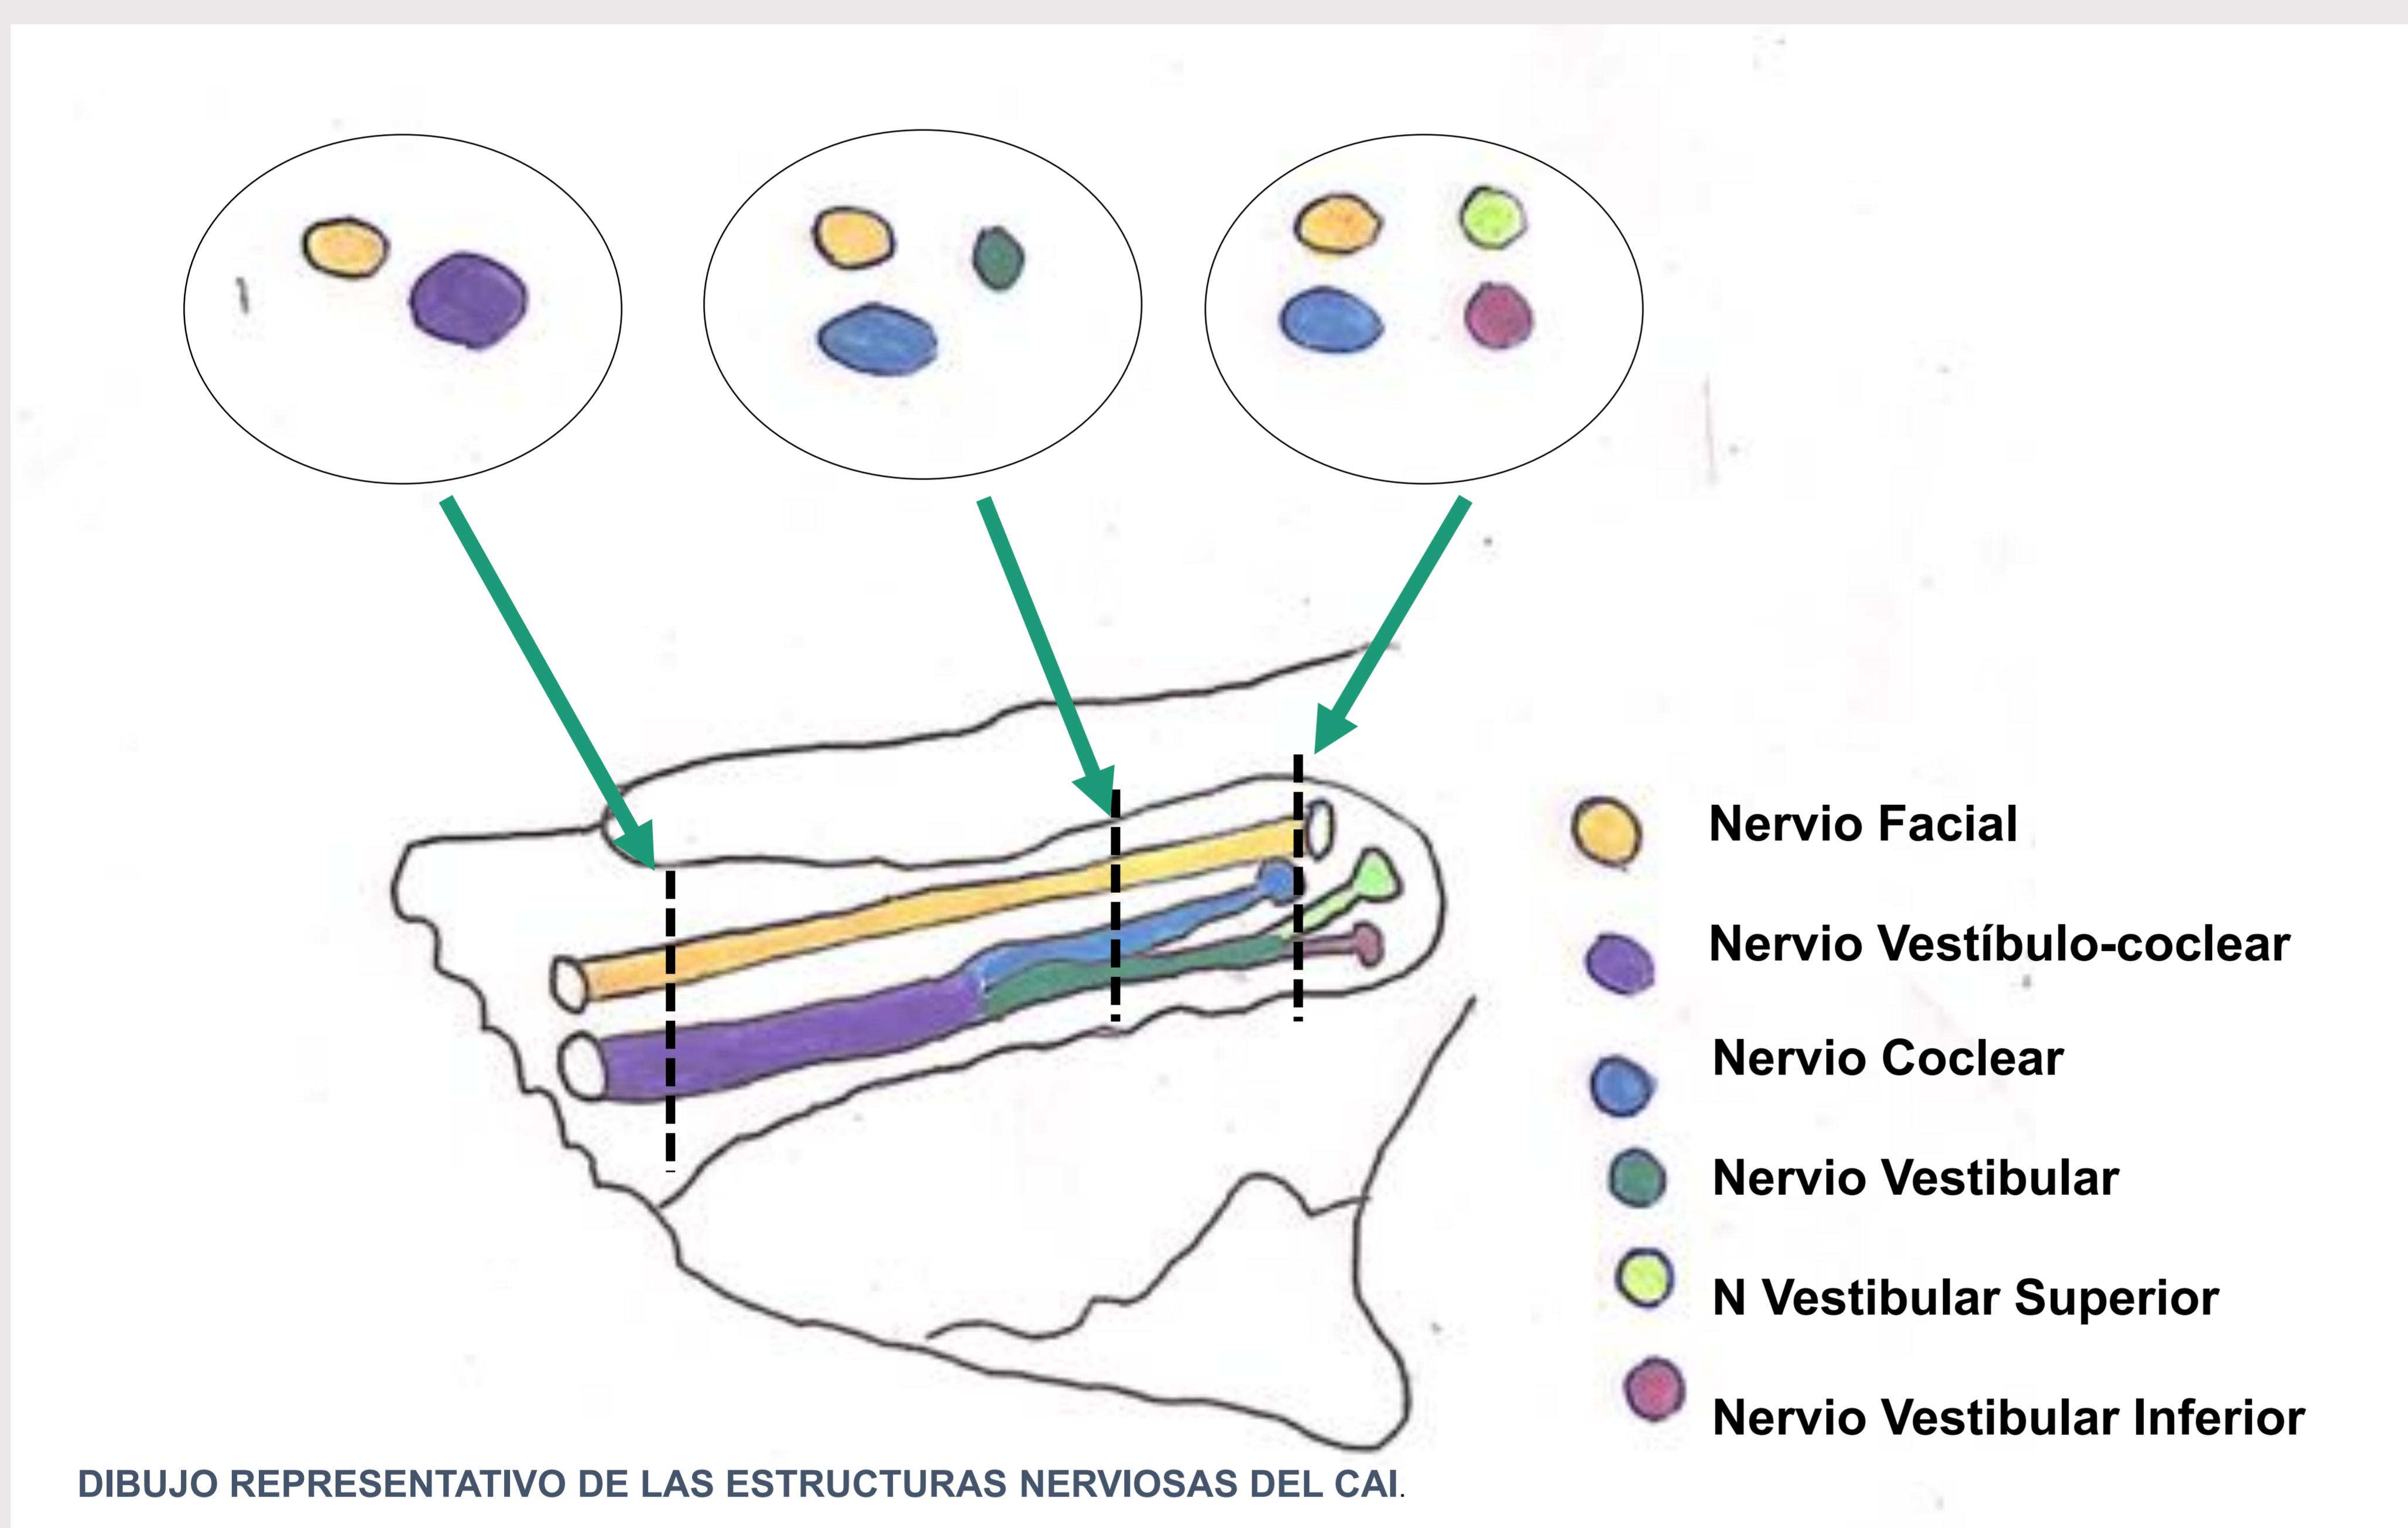 Nervio Facial
Nervio Vestíbulo-coclear
Nervio Coclear
Nervio Vestibular
N Vestibular Superior
Nervio Vestibular Inferior
DIBUJO REPRESENTATIVO DE LAS ESTRUCTURAS NERVIOSAS DEL CAI.